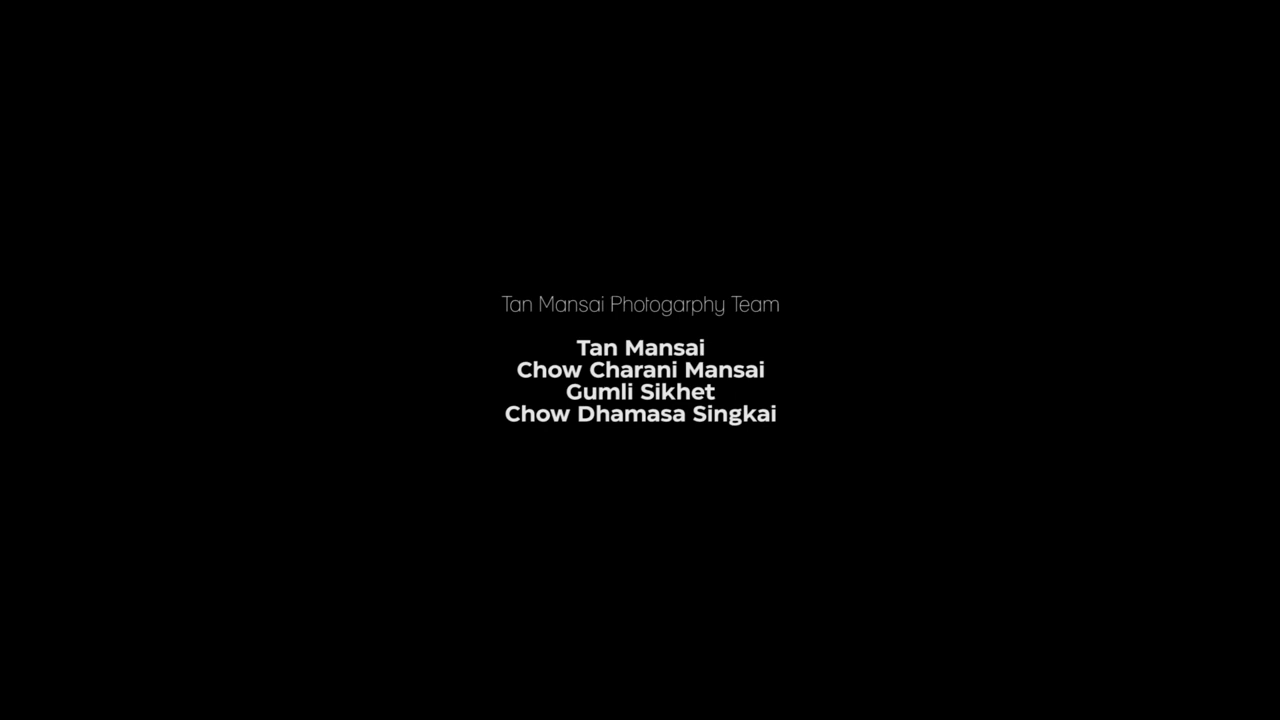 Tan Mansai Photogarphy Team
Tan Mansai
Chow Charani Mansai
Gumli Sikhet
Chow Dhamasa Singkai